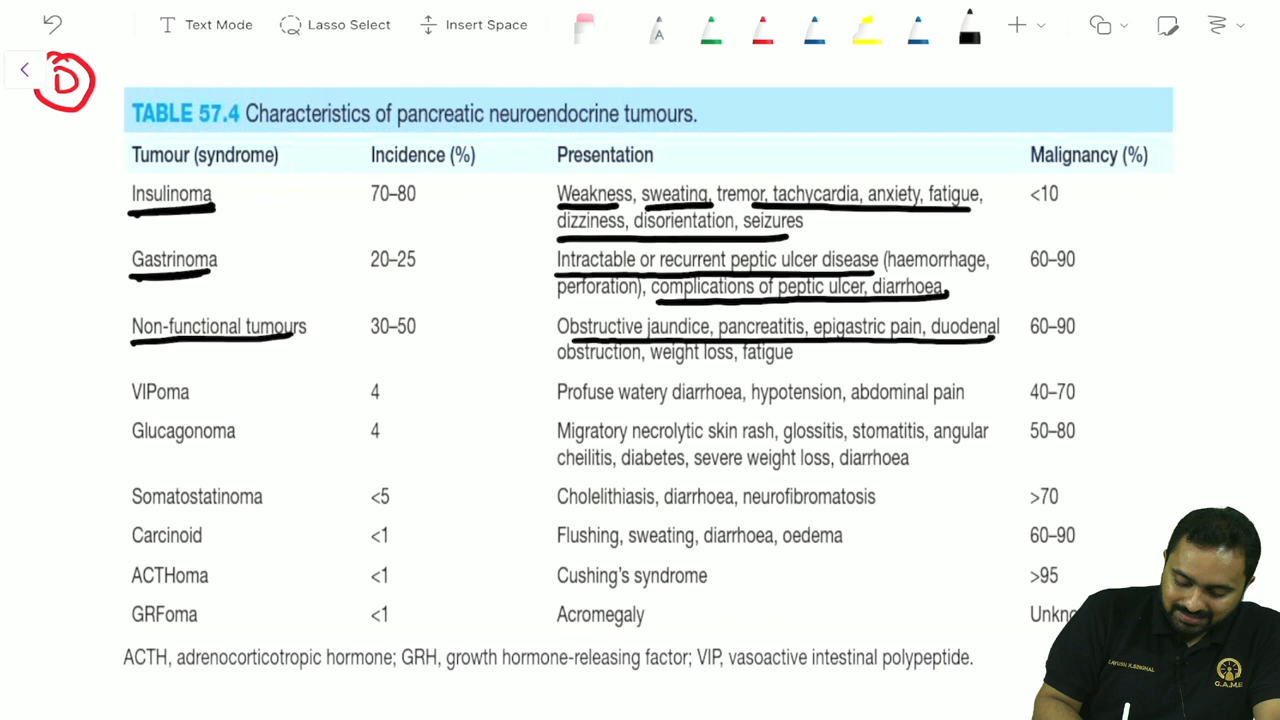 Text Mode Lasso Select Insert Space
A
D
TABLE 57.4 Characteristics of pancreatic neuroendocrine tumours.
Tumour (syndrome) Incidence (%) Presentation Malignancy (%)
Insulinoma 70–80 Weakness, sweating, tremor, tachycardia, anxiety, fatigue, <10
dizziness, disorientation, seizures
Gastrinoma 20–25 Intractable or recurrent peptic ulcer disease (haemorrhage, 60–90
perforation), complications of peptic ulcer, diarrhoea
Non-functional tumours 30–50 Obstructive jaundice, pancreatitis, epigastric pain, duodenal 60–90
obstruction, weight loss, fatigue
VIPoma 4 Profuse watery diarrhoea, hypotension, abdominal pain 40–70
Glucagonoma 4 Migratory necrolytic skin rash, glossitis, stomatitis, angular 50–80
cheilitis, diabetes, severe weight loss, diarrhoea
Somatostatinoma <5 Cholelithiasis, diarrhoea, neurofibromatosis >70
Carcinoid <1 Flushing, sweating, diarrhoea, oedema 60–90
ACTHoma <1 Cushing's syndrome >95
GRFoma <1 Acromegaly Unkno
ACTH, adrenocorticotropic hormone; GRH, growth hormone-releasing factor; VIP, vasoactive intestinal polypeptide.
G.A.M.E